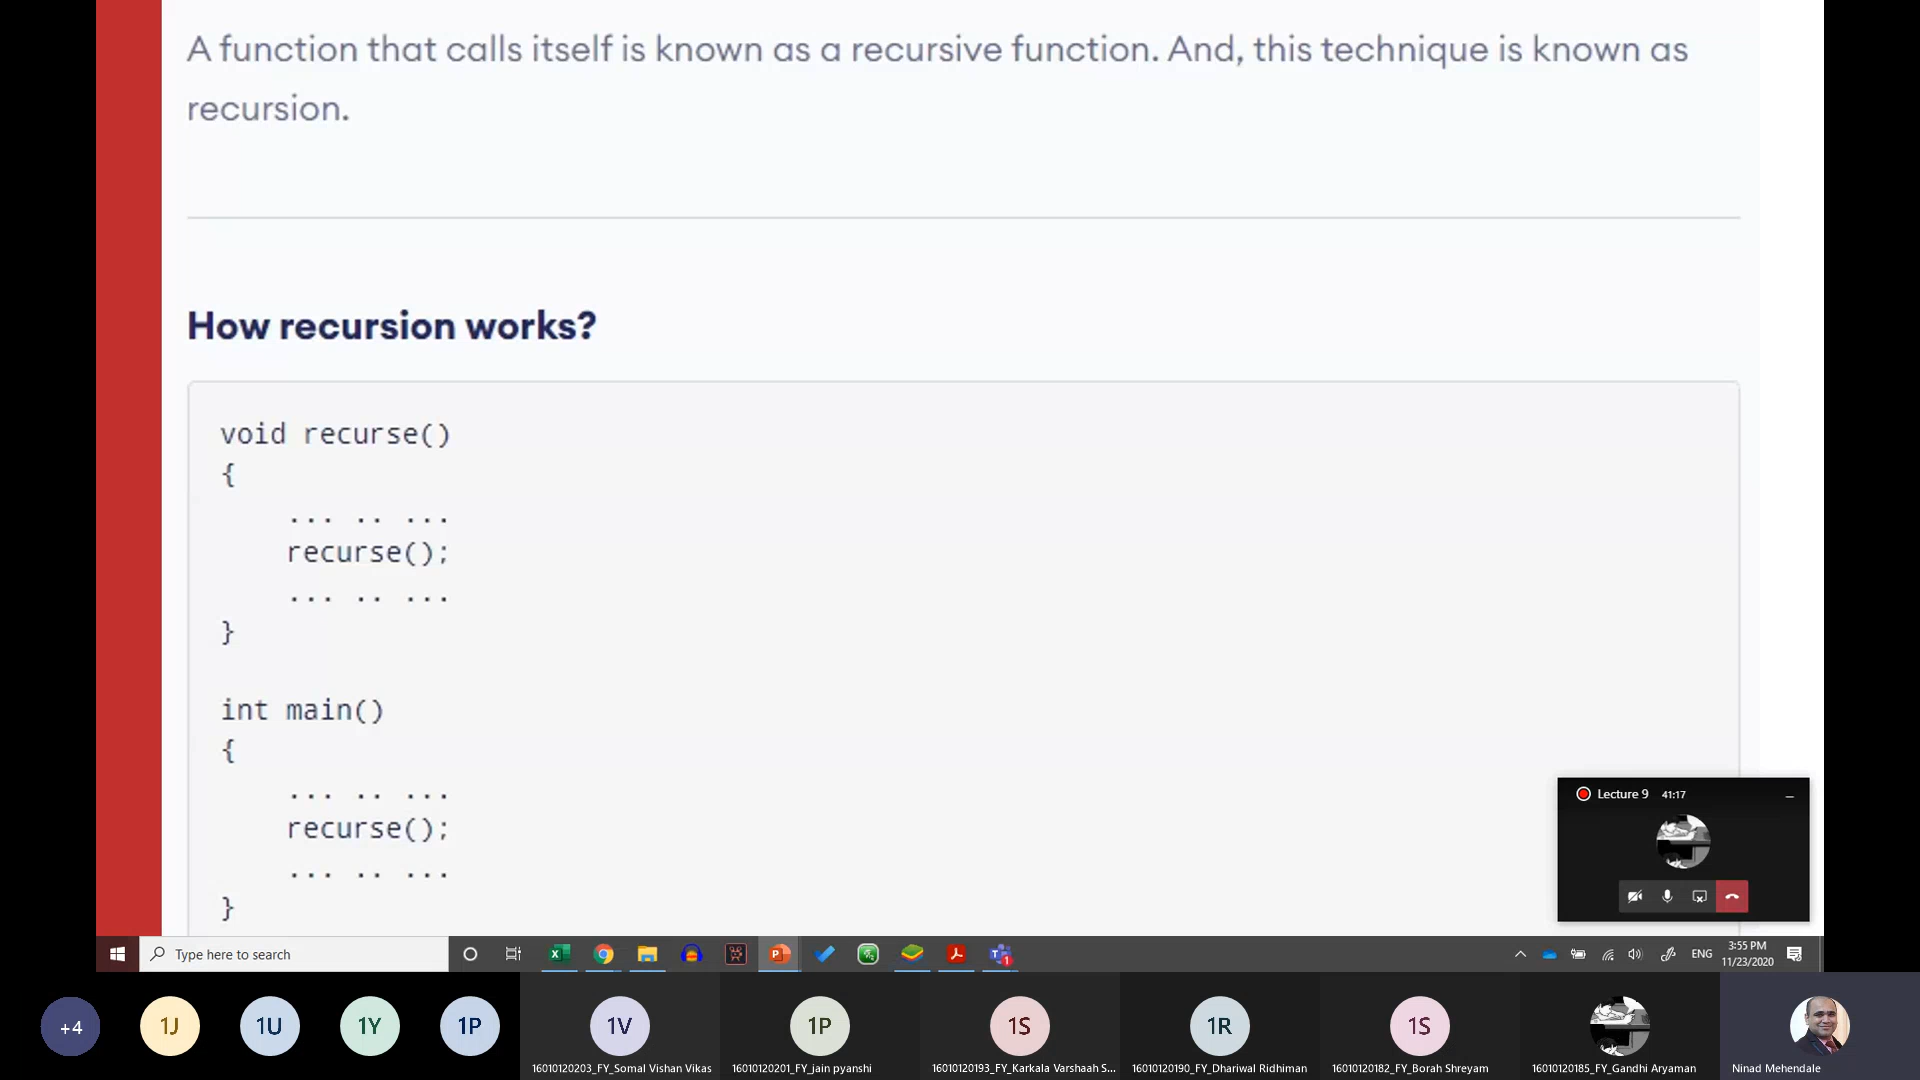 A function that calls itself is known as a recursive function. And, this technique is known as
recursion.
How recursion works?
void recurse()
{
... .. ...
recurse();
... .. ...
}
int main()
{
... .. ...
recurse();
... .. ...
}
Lecture 9 41:17
Type here to search
ENG
3:55 PM
11/23/2020
+4
1J
1U
1Y
1P
1V
1P
1S
1R
1S
16010120203_FY_Somal Vishan Vikas
16010120201_FY_jain pyanshi
16010120193_FY_Karkala Varshaah S...
16010120190_FY_Dhariwal Ridhiman
16010120182_FY_Borah Shreyam
16010120185_FY_Gandhi Aryaman
Ninad Mehendale